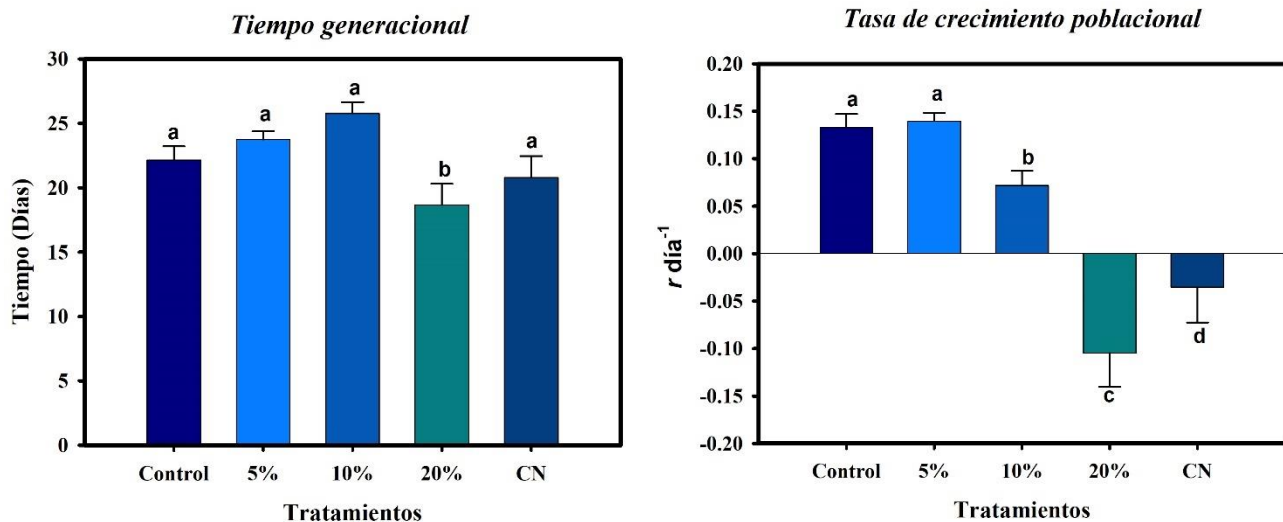 Tiempo generacional
Tiempo (Días)
30
25
20
15
10
5
0
a
a
a
b
a
Control 5% 10% 20% CN
Tratamientos
Tasa de crecimiento poblacional
r día⁻¹
0.20
0.15
0.10
0.05
0.00
-0.05
-0.10
-0.15
-0.20
a
a
b
c
d
Control 5% 10% 20% CN
Tratamientos